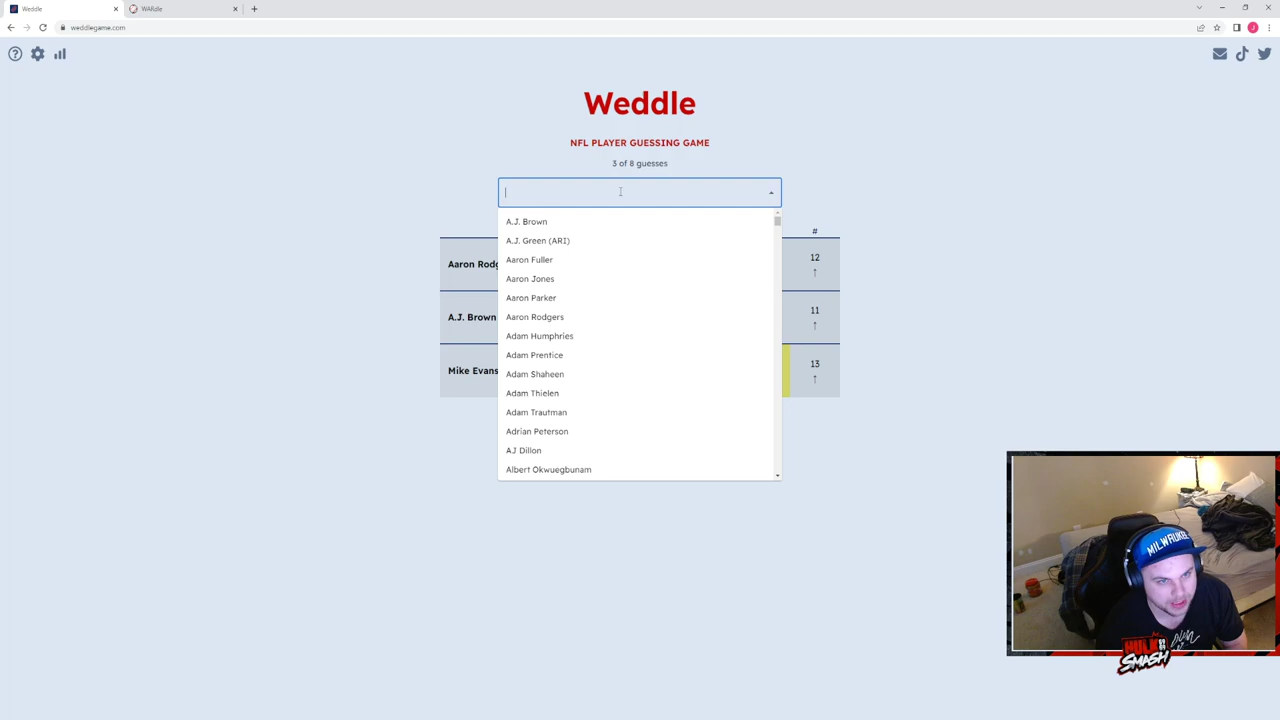 Weddle
WARdle
weddlegame.com
J
Weddle
NFL PLAYER GUESSING GAME
3 of 8 guesses
A.J. Brown
A.J. Green (ARI)
Aaron Fuller
Aaron Jones
Aaron Parker
Aaron Rodgers
Adam Humphries
Adam Prentice
Adam Shaheen
Adam Thielen
Adam Trautman
Adrian Peterson
AJ Dillon
Albert Okwuegbunam
#
Aaron Rodg
12
↑
A.J. Brown
11
↑
Mike Evans
13
↑
MILWAUKEE
HULK
SMASH